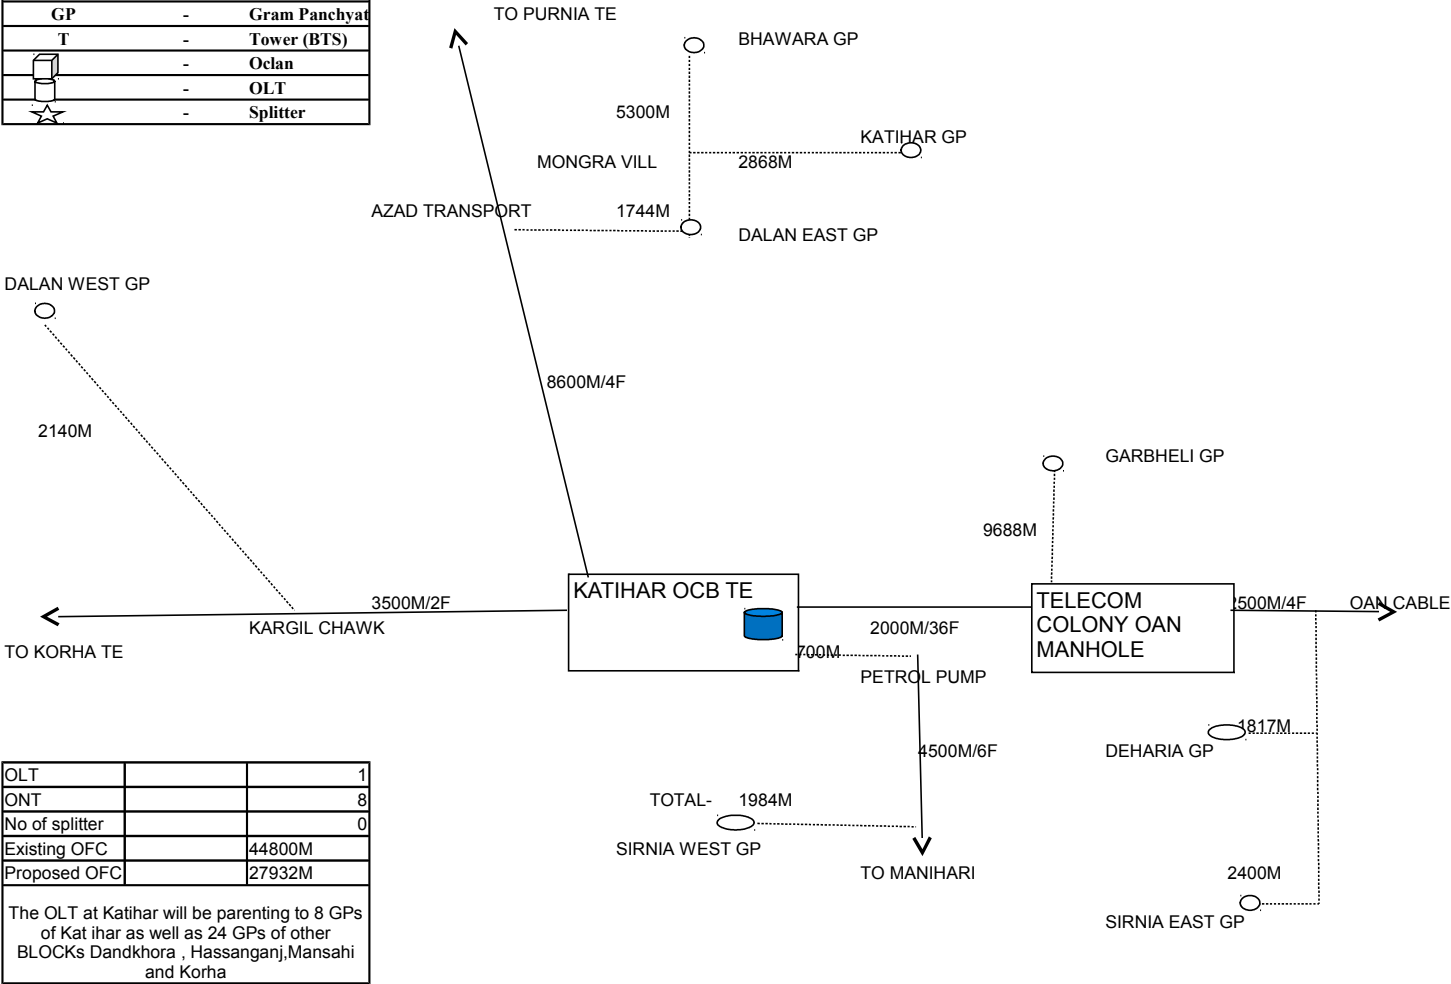 GP - Gram Panchyat
T - Tower (BTS)
- Oclan
- OLT
- Splitter
TO PURNIA TE
BHAWARA GP
5300M
KATIHAR GP
MONGRA VILL
2868M
AZAD TRANSPORT
1744M
DALAN EAST GP
DALAN WEST GP
8600M/4F
2140M
GARBHELI GP
9688M
KATIHAR OCB TE
TELECOM
COLONY OAN
MANHOLE
3500M/2F
2500M/4F
OAN CABLE
KARGIL CHAWK
2000M/36F
TO KORHA TE
700M
PETROL PUMP
1817M
DEHARIA GP
4500M/6F
TOTAL- 1984M
SIRNIA WEST GP
TO MANIHARI
2400M
SIRNIA EAST GP
OLT 1
ONT 8
No of splitter 0
Existing OFC 44800M
Proposed OFC 27932M
The OLT at Katihar will be parenting to 8 GPs
of Kat ihar as well as 24 GPs of other
BLOCKs Dandkhora , Hassanganj,Mansahi
and Korha